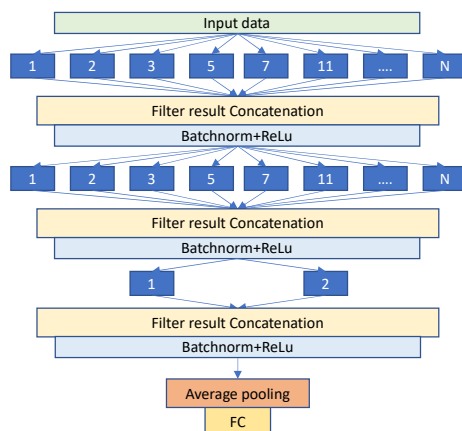 Input data
1 2 3 5 7 11 .... N
Filter result Concatenation
Batchnorm+ReLu
1 2 3 5 7 11 .... N
Filter result Concatenation
Batchnorm+ReLu
1 2
Filter result Concatenation
Batchnorm+ReLu
Average pooling
FC